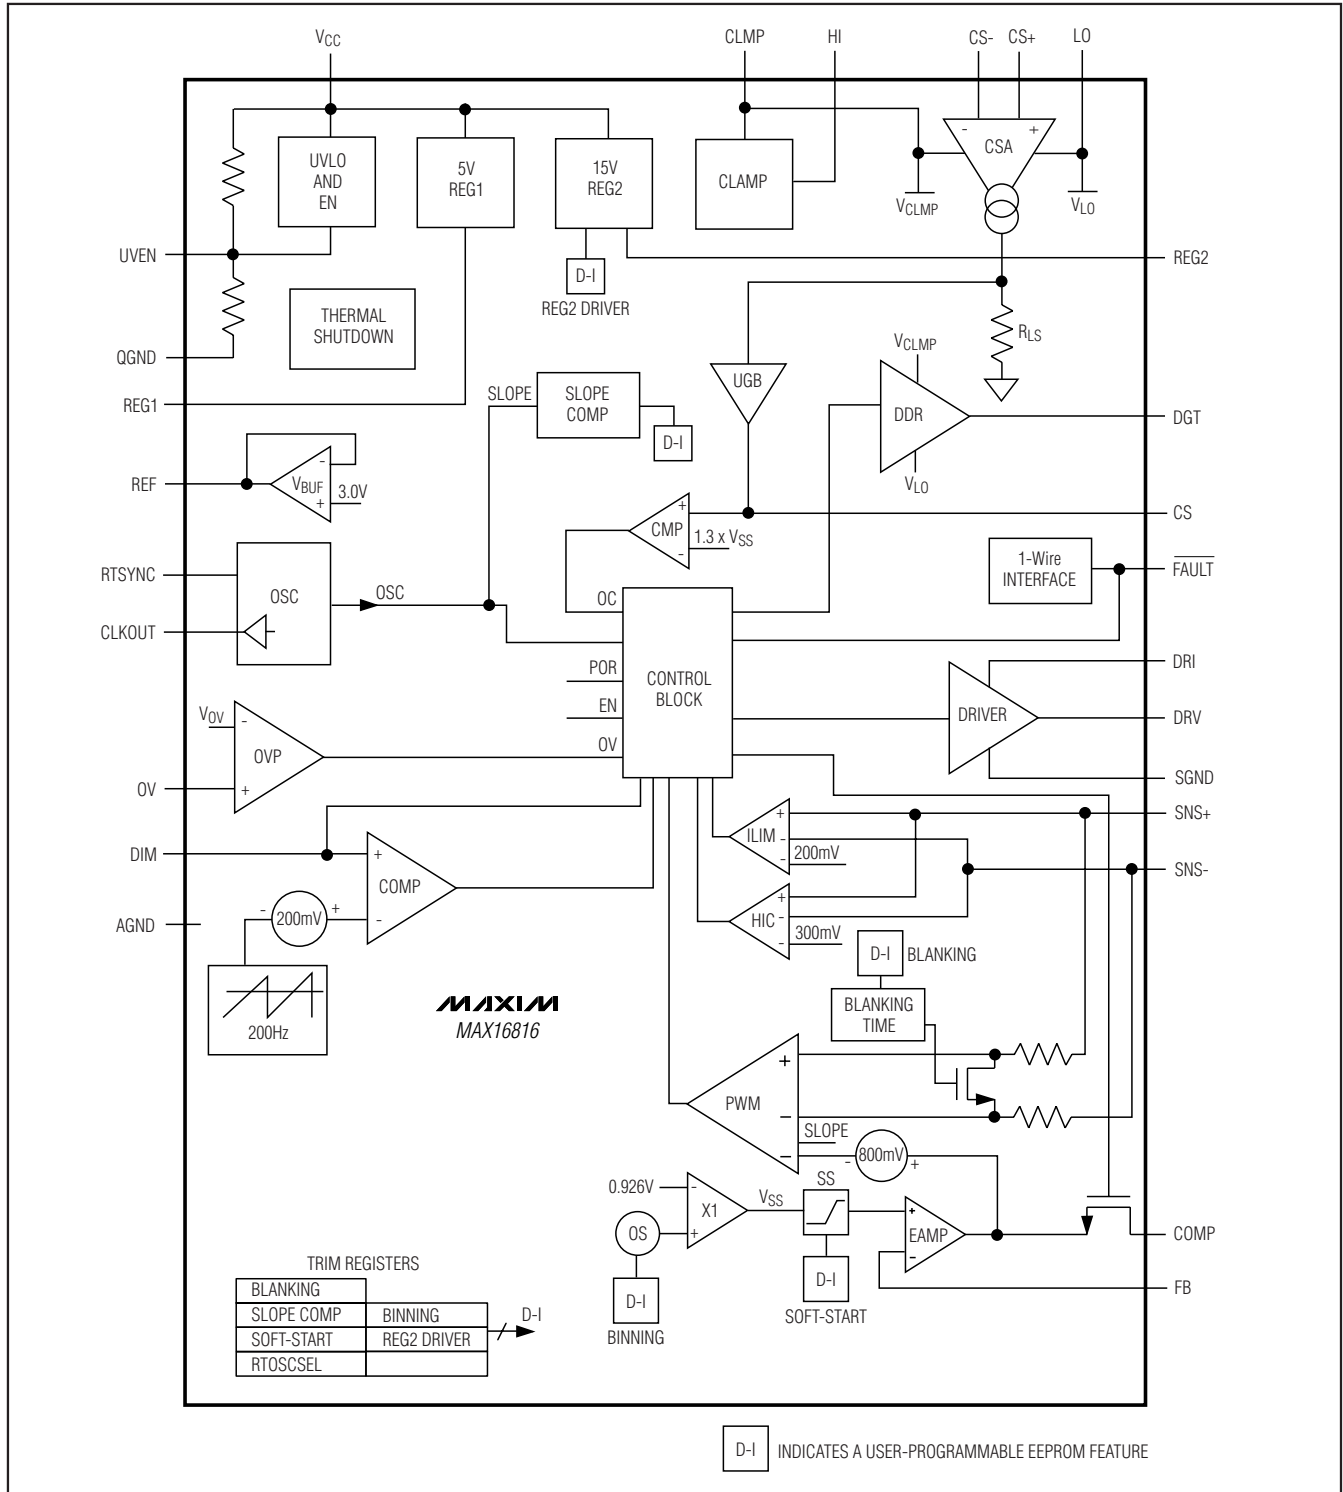 VCC
CLMP
HI
CS-
CS+
LO
UVLO
AND
EN
5V
REG1
15V
REG2
CLAMP
-
+
CSA
VCLMP
VLO
UVEN
REG2
D-I
REG2 DRIVER
THERMAL
SHUTDOWN
RLS
QGND
REG1
VCLMP
UGB
SLOPE
SLOPE
COMP
DDR
DGT
D-I
VLO
REF
-
VBUF
+
3.0V
CS
+
CMP
1.3 x VSS
-
1-Wire
INTERFACE
FAULT
RTSYNC
OSC
OSC
OC
CLKOUT
POR
EN
OV
CONTROL
BLOCK
DRI
DRIVER
DRV
SGND
VOV
-
OVP
+
OV
SNS+
+
ILIM
-
200mV
-
DIM
+
COMP
-
SNS-
+
HIC
-
300mV
-
-
200mV
+
AGND
D-I
BLANKING
200Hz
BLANKING
TIME
MAXIM
MAX16816
+
PWM
–
SLOPE
–
-
800mV
+
0.926V
-
X1
+
VSS
SS
OS
+
EAMP
-
COMP
D-I
BINNING
D-I
SOFT-START
FB
TRIM REGISTERS
BLANKING
SLOPE COMP
BINNING
SOFT-START
REG2 DRIVER
RTOSCSEL
D-I
D-I
INDICATES A USER-PROGRAMMABLE EEPROM FEATURE